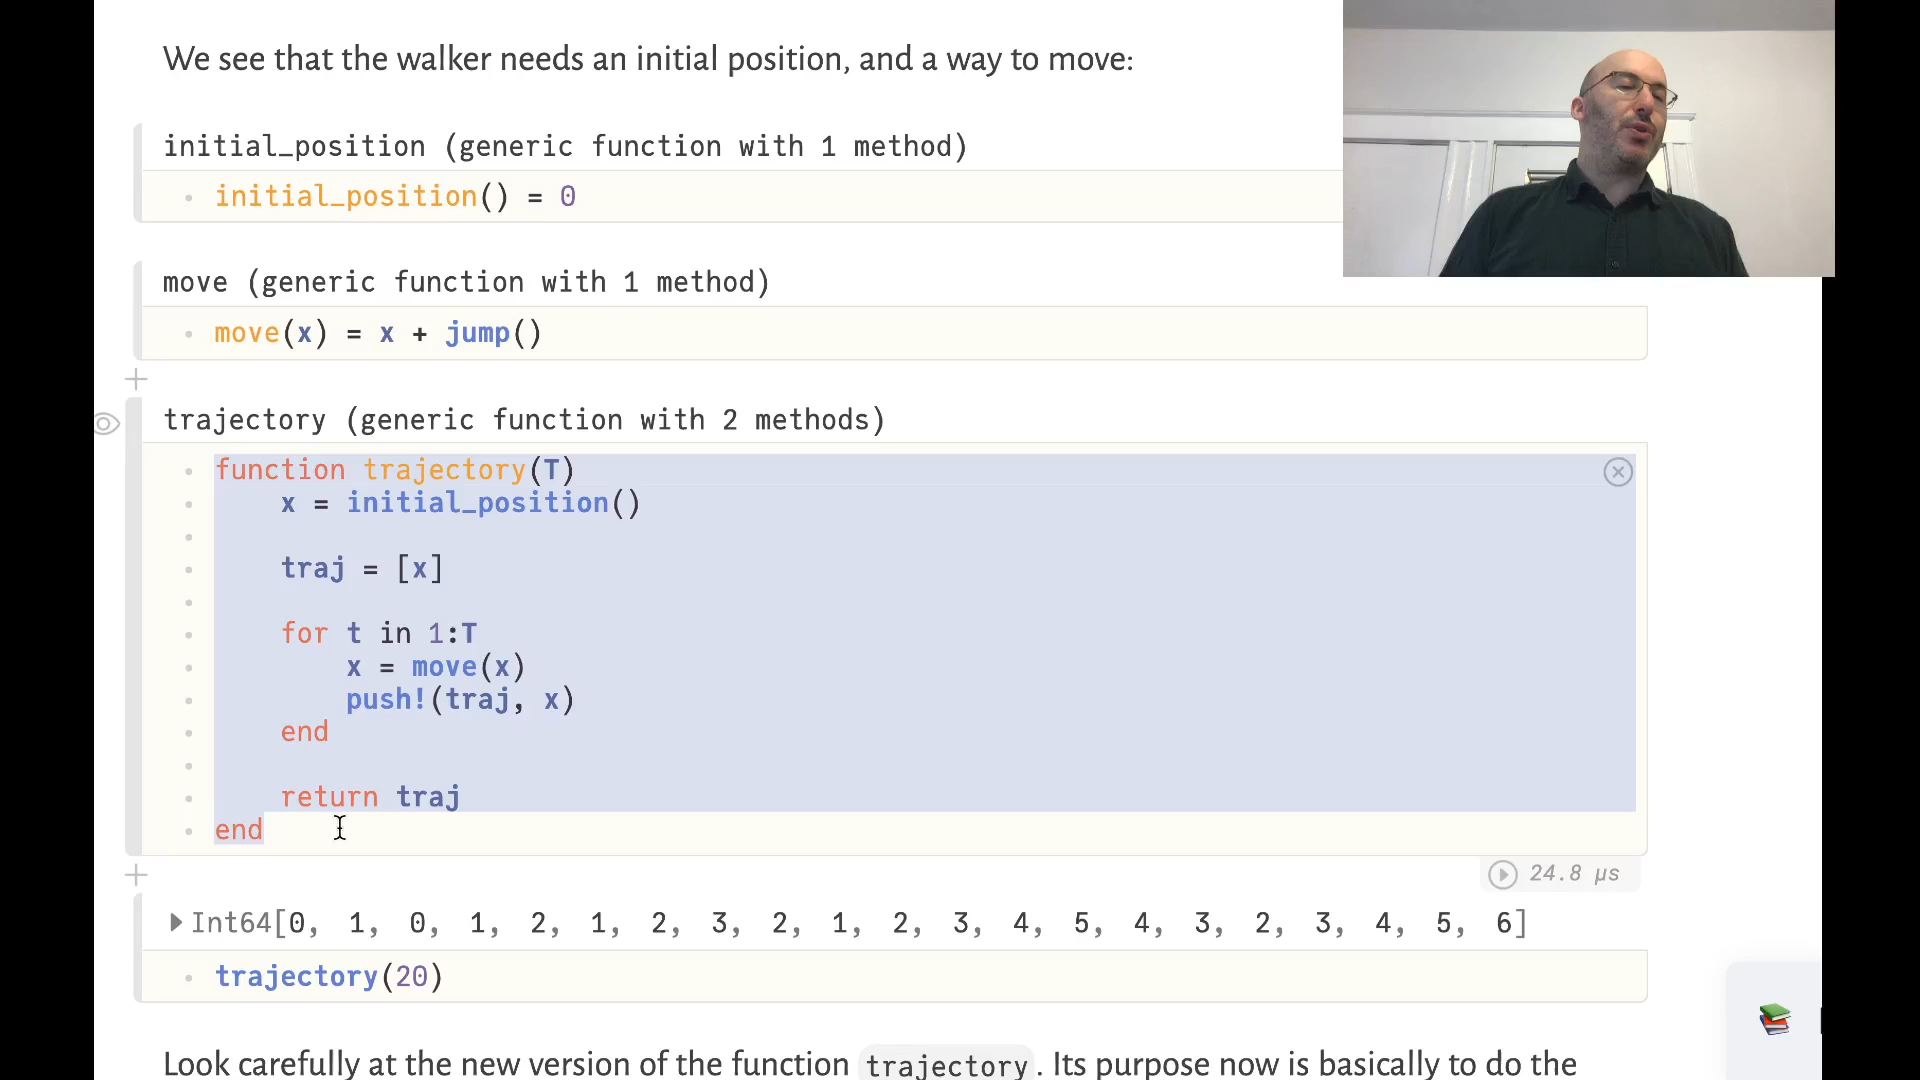 We see that the walker needs an initial position, and a way to move:
initial_position (generic function with 1 method)
initial_position() = 0
move (generic function with 1 method)
move(x) = x + jump()
trajectory (generic function with 2 methods)
function trajectory(T)
x = initial_position()
traj = [x]
for t in 1:T
x = move(x)
push!(traj, x)
end
return traj
end
24.8 μs
Int64[0, 1, 0, 1, 2, 1, 2, 3, 2, 1, 2, 3, 4, 5, 4, 3, 2, 3, 4, 5, 6]
trajectory(20)
Look carefully at the new version of the function trajectory. Its purpose now is basically to do the